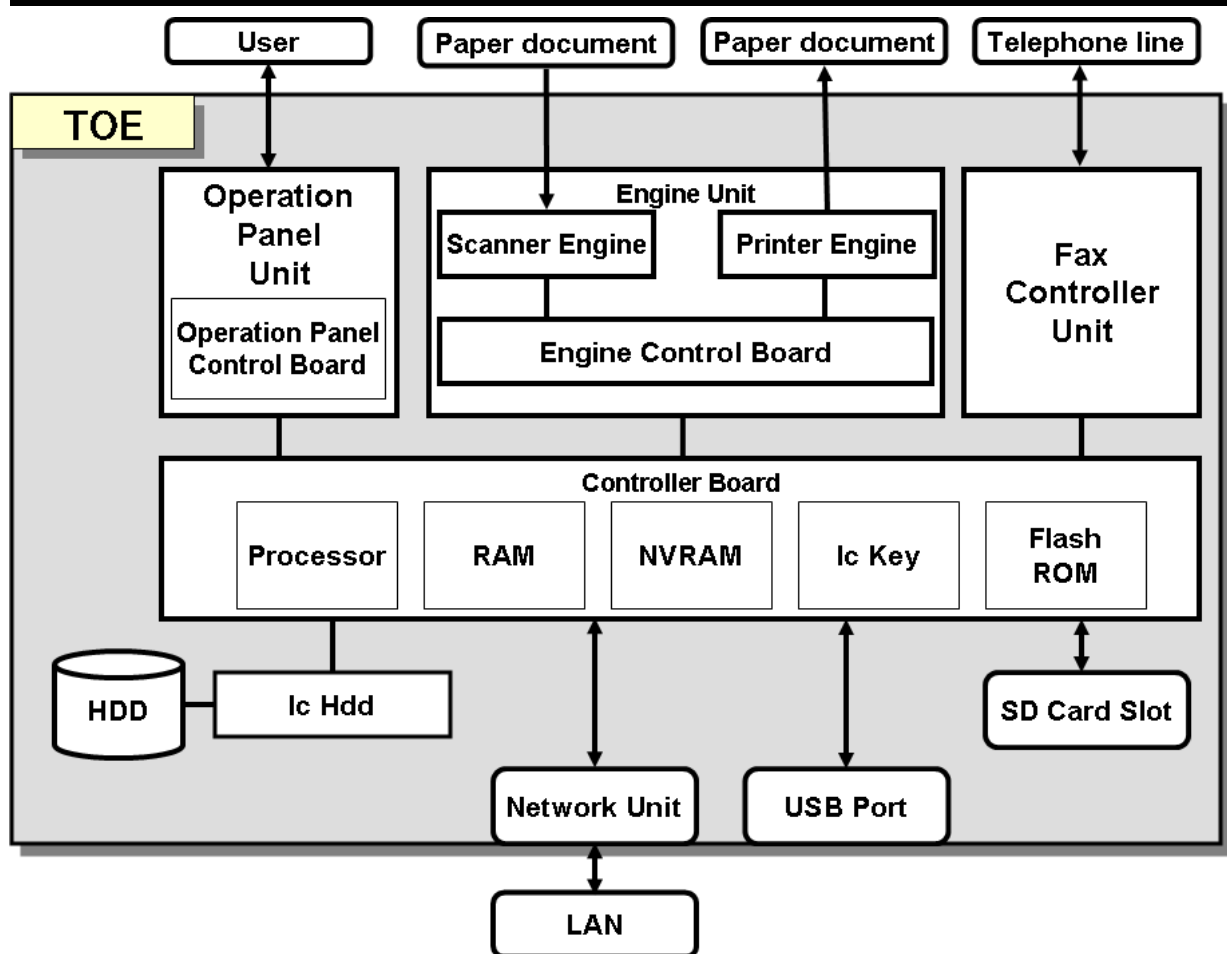 User
Paper document
Paper document
Telephone line
TOE
Operation
Panel
Unit
Operation Panel
Control Board
Engine Unit
Scanner Engine
Printer Engine
Engine Control Board
Fax
Controller
Unit
Controller Board
Processor
RAM
NVRAM
Ic Key
Flash
ROM
HDD
Ic Hdd
SD Card Slot
Network Unit
USB Port
LAN